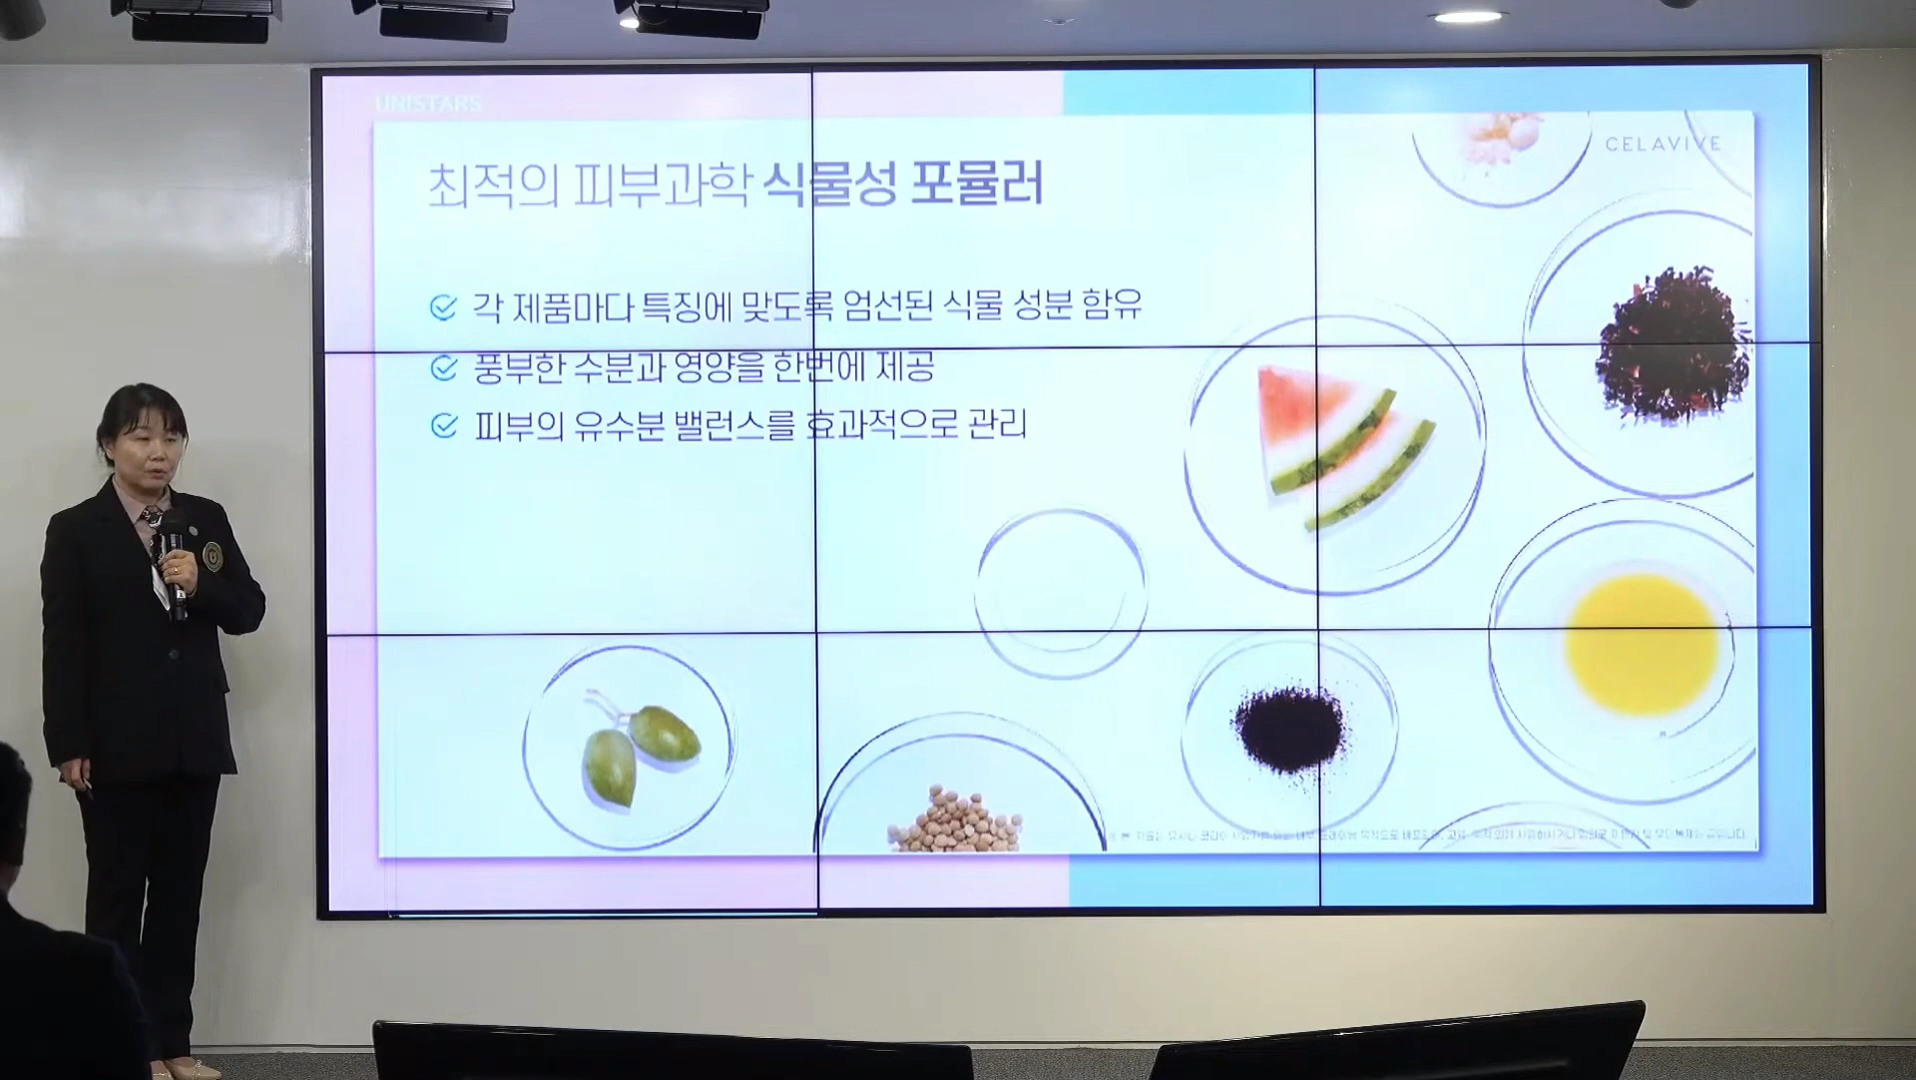 UNISTARS
CELAVIVE
최적의 피부과학 식물성 포뮬러
각 제품마다 특징에 맞도록 엄선된 식물 성분 함유
풍부한 수분과 영양을 한번에 제공
피부의 유수분 밸런스를 효과적으로 관리